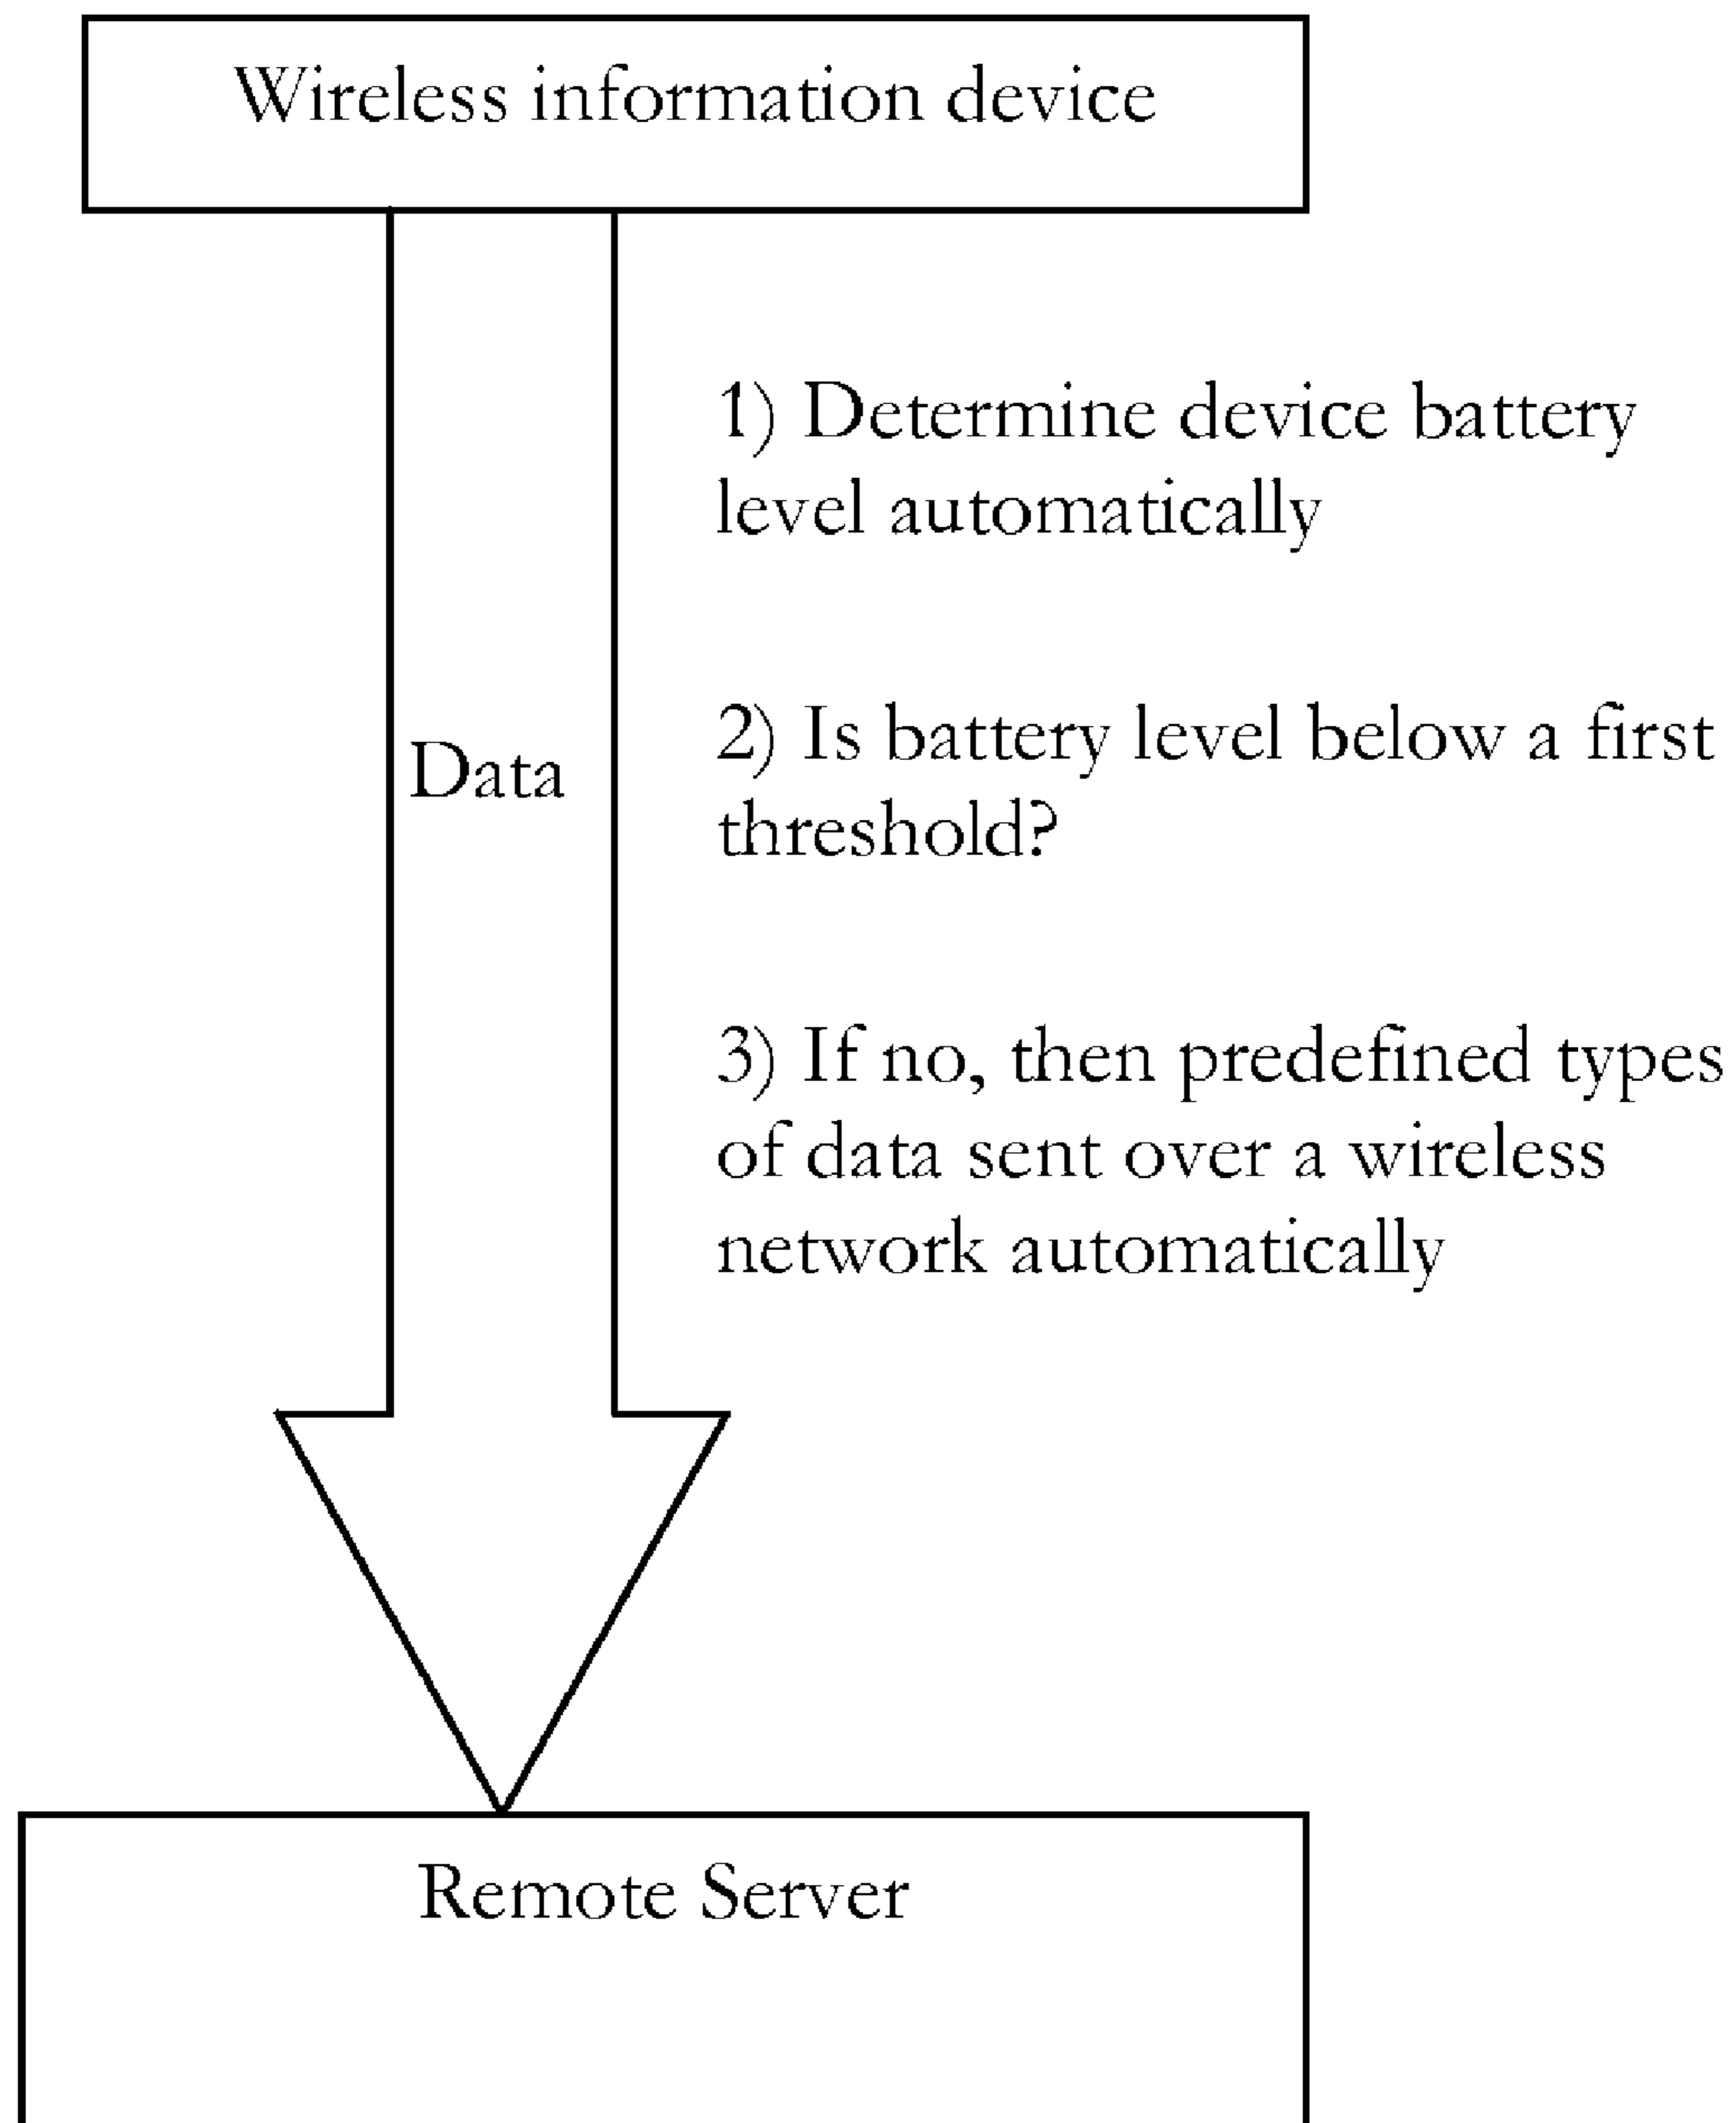 Wireless information device
1) Determine device battery
level automatically
2) Is battery level below a first
threshold?
Data
3) If no, then predefined types
of data sent over a wireless
network automatically
Remote Server